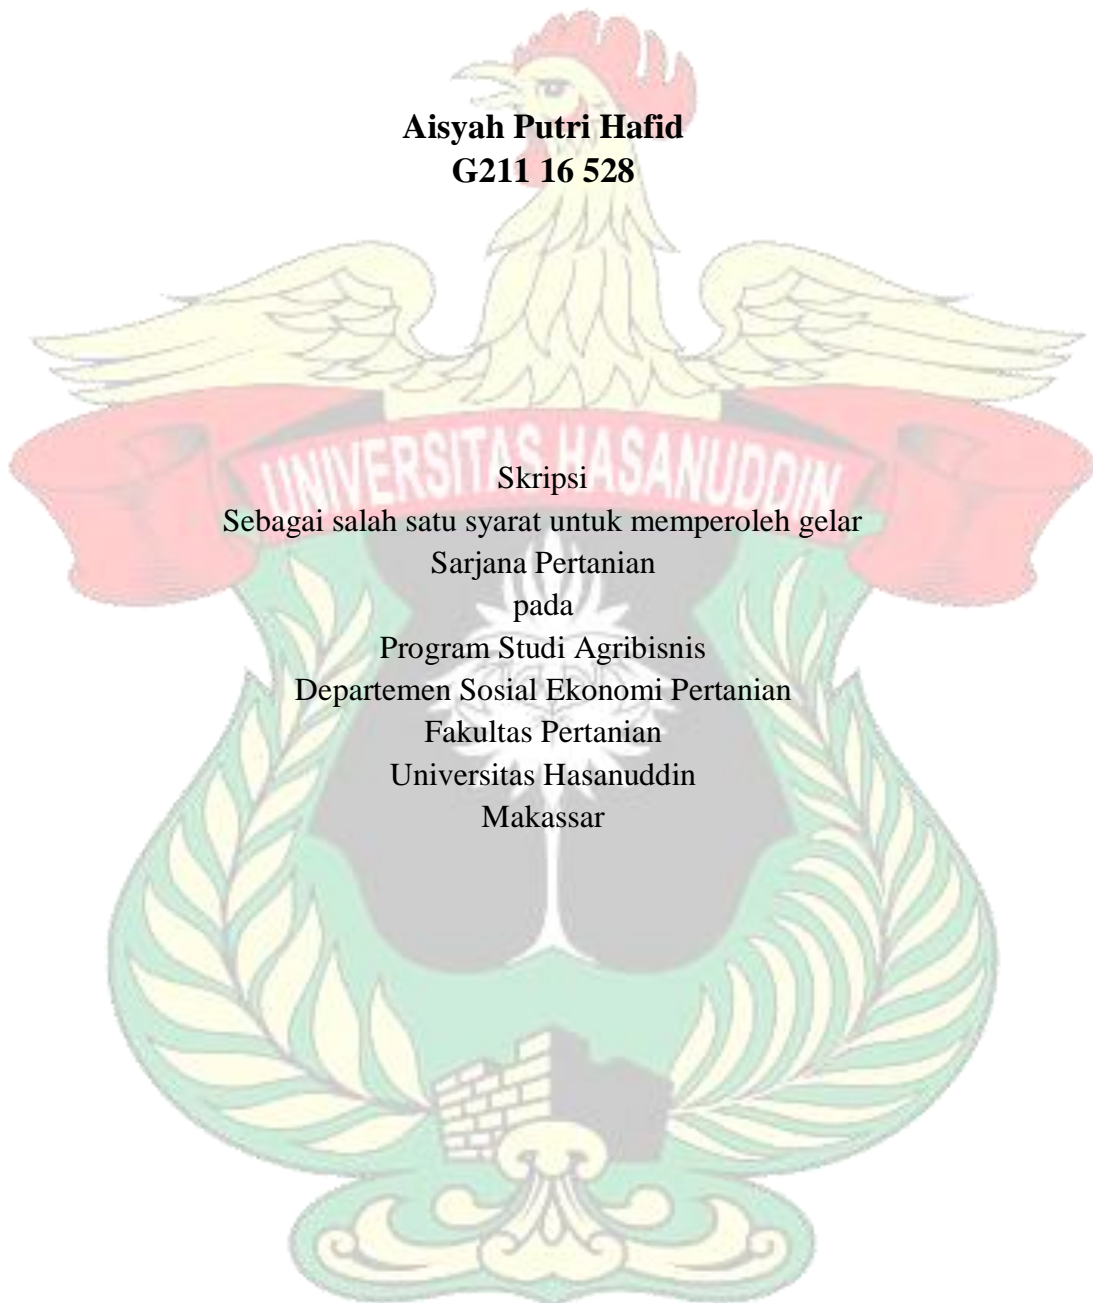 Aisyah Putri Hafid
G211 16 528
UNIVERSITAS HASANUDDIN
Skripsi
Sebagai salah satu syarat untuk memperoleh gelar
Sarjana Pertanian
pada
Program Studi Agribisnis
Departemen Sosial Ekonomi Pertanian
Fakultas Pertanian
Universitas Hasanuddin
Makassar